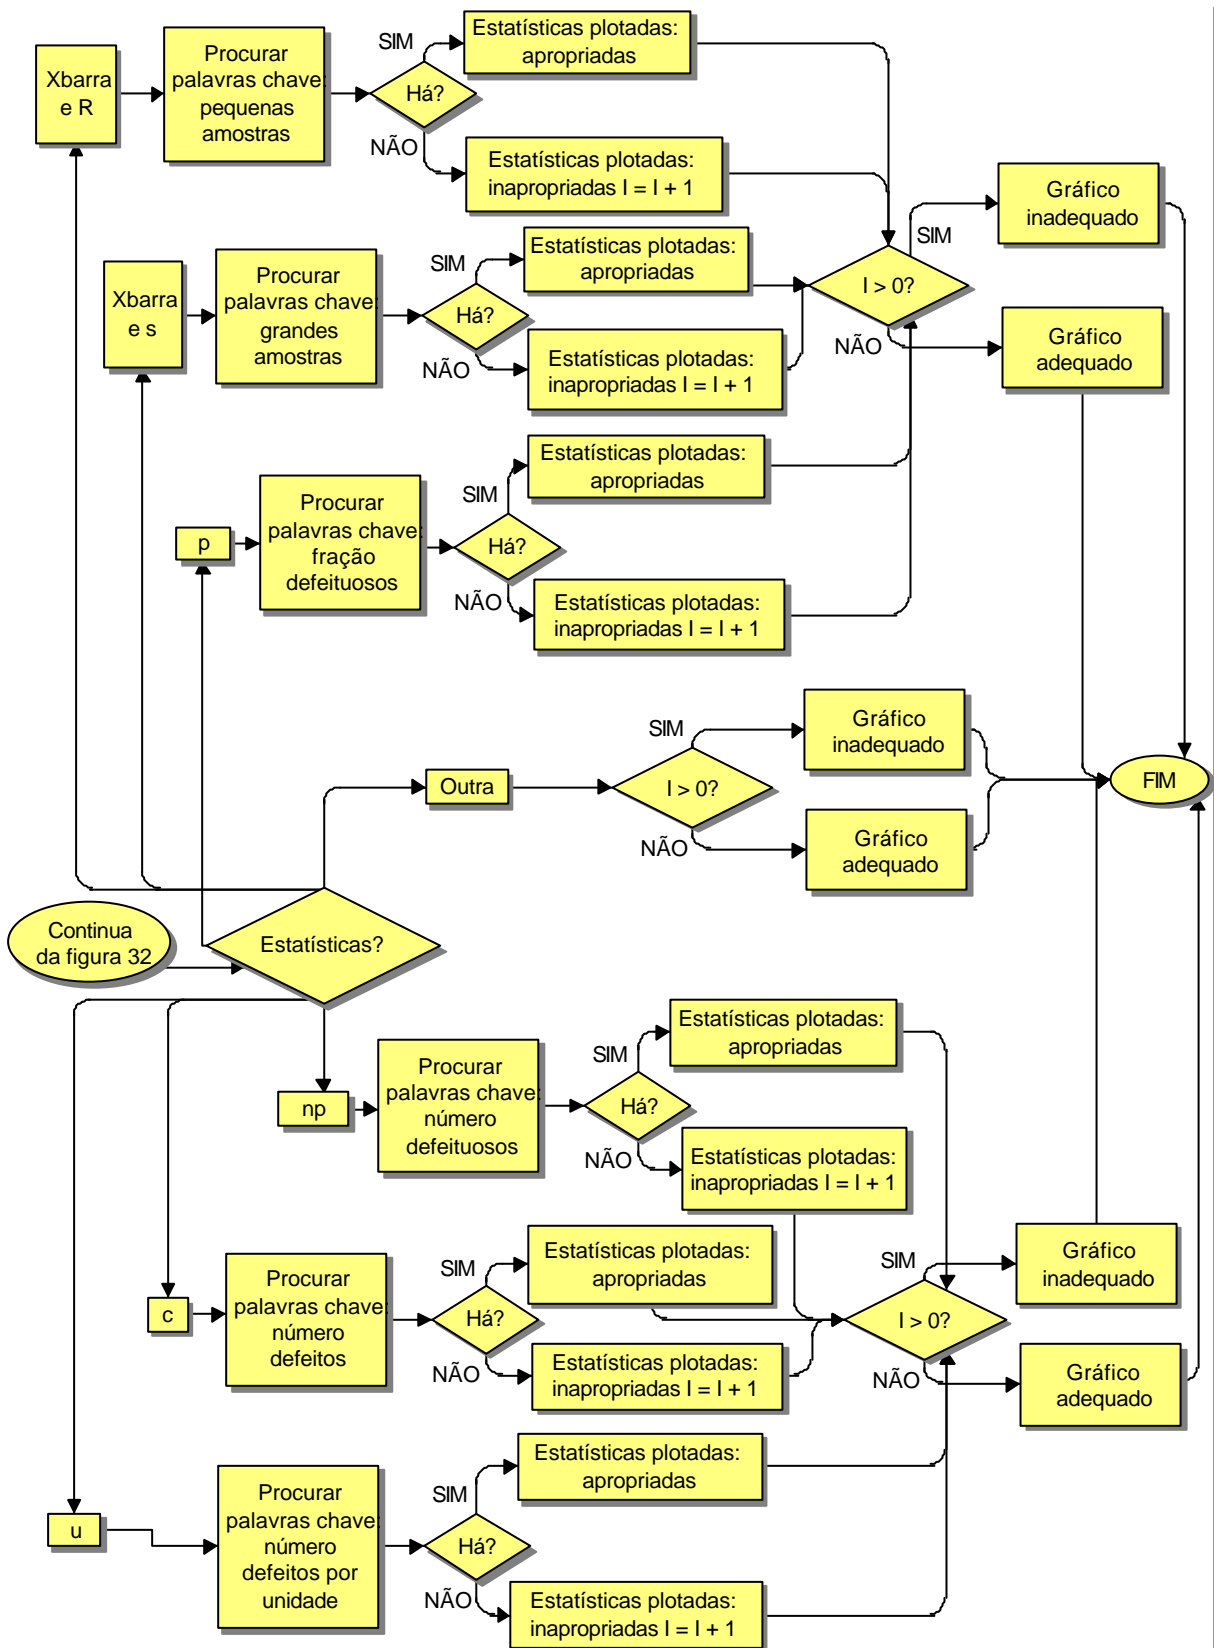 Xbarra
e R
Procurar
palavras chave:
pequenas
amostras
Há?
SIM
NÃO
Estatísticas plotadas:
apropriadas
Estatísticas plotadas:
inapropriadas I = I + 1
Xbarra
e s
Procurar
palavras chave:
grandes
amostras
Há?
SIM
NÃO
Estatísticas plotadas:
apropriadas
Estatísticas plotadas:
inapropriadas I = I + 1
I > 0?
SIM
NÃO
Gráfico
inadequado
Gráfico
adequado
p
Procurar
palavras chave:
fração
defeituosos
Há?
SIM
NÃO
Estatísticas plotadas:
apropriadas
Estatísticas plotadas:
inapropriadas I = I + 1
Outra
I > 0?
SIM
NÃO
Gráfico
inadequado
Gráfico
adequado
FIM
Continua
da figura 32
Estatísticas?
np
Procurar
palavras chave:
número
defeituosos
Há?
SIM
NÃO
Estatísticas plotadas:
apropriadas
Estatísticas plotadas:
inapropriadas I = I + 1
c
Procurar
palavras chave:
número
defeitos
Há?
SIM
NÃO
Estatísticas plotadas:
apropriadas
Estatísticas plotadas:
inapropriadas I = I + 1
I > 0?
SIM
NÃO
Gráfico
inadequado
Gráfico
adequado
u
Procurar
palavras chave:
número
defeitos por
unidade
Há?
SIM
NÃO
Estatísticas plotadas:
apropriadas
Estatísticas plotadas:
inapropriadas I = I + 1